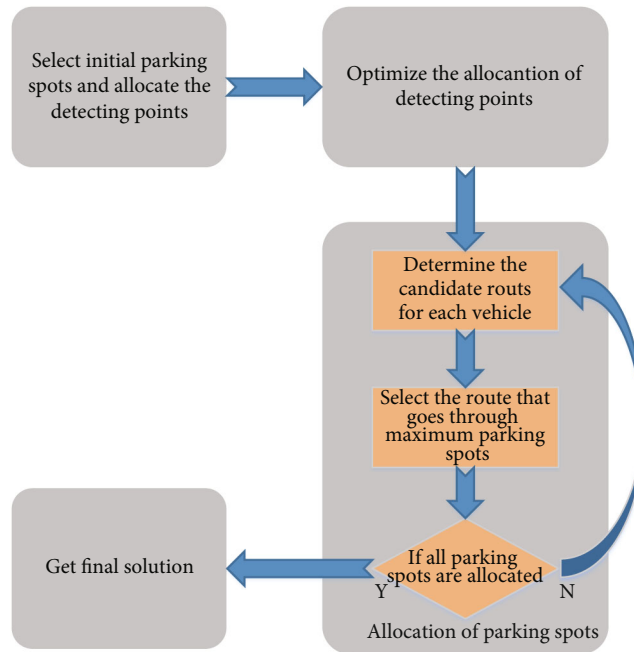 Select initial parking
spots and allocate the
detecting points
Optimize the allocantion of
detecting points
Determine the
candidate routs
for each vehicle
Select the route that
goes through
maximum parking
spots
If all parking
spots are allocated
Y
N
Allocation of parking spots
Get final solution